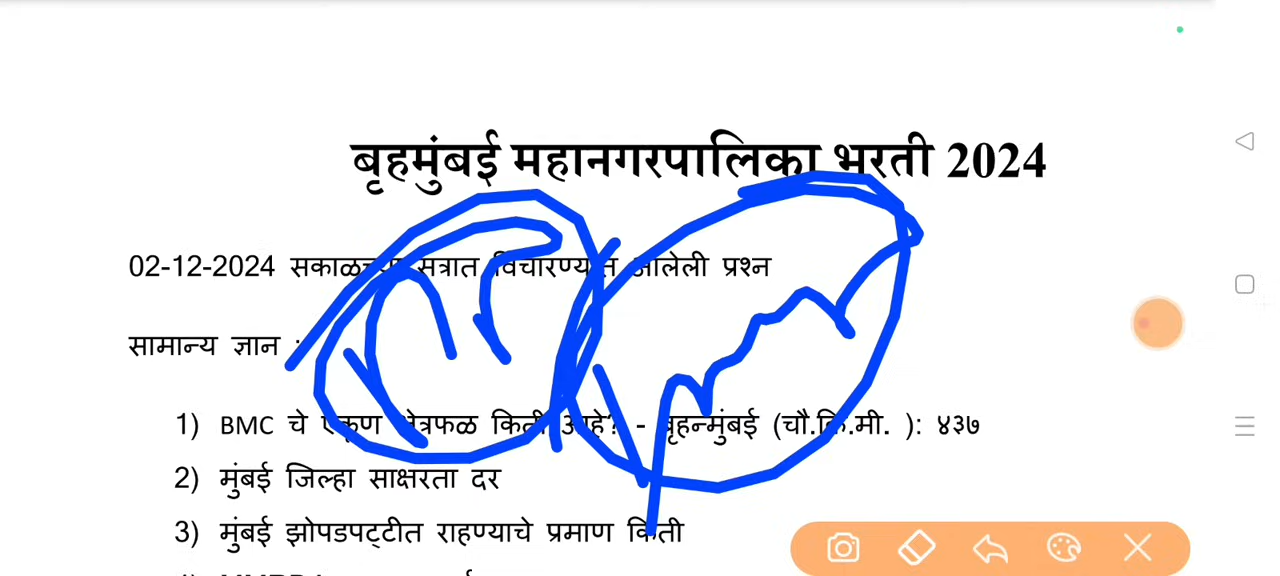 बृहमुंबई महानगरपालिका भरती 2024
02-12-2024 सकाळच्या सत्रात विचारण्यात आलेली प्रश्न
सामान्य ज्ञान :
1) BMC चे एकूण क्षेत्रफळ किती आहे? - बृहन्मुंबई (चौ.कि.मी. ): ४३७
2) मुंबई जिल्हा साक्षरता दर
3) मुंबई झोपडपट्टीत राहण्याचे प्रमाण किती